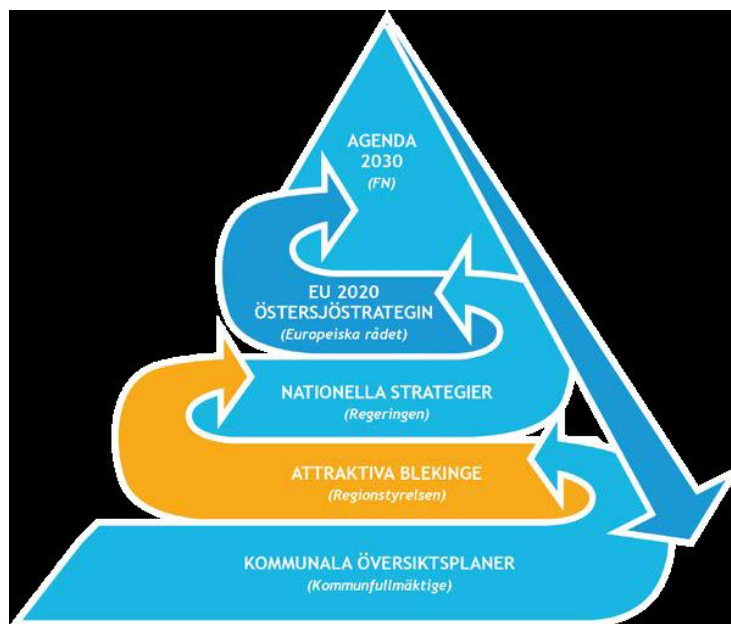 AGENDA
2030
(FN)
EU 2020
ÖSTERSJÖSTRATEGIN
(Europeiska rådet)
NATIONELLA STRATEGIER
(Regeringen)
ATTRAKTIVA BLEKINGE
(Regionstyrelsen)
KOMMUNALA ÖVERSIKTSPLANER
(Kommunfullmäktige)